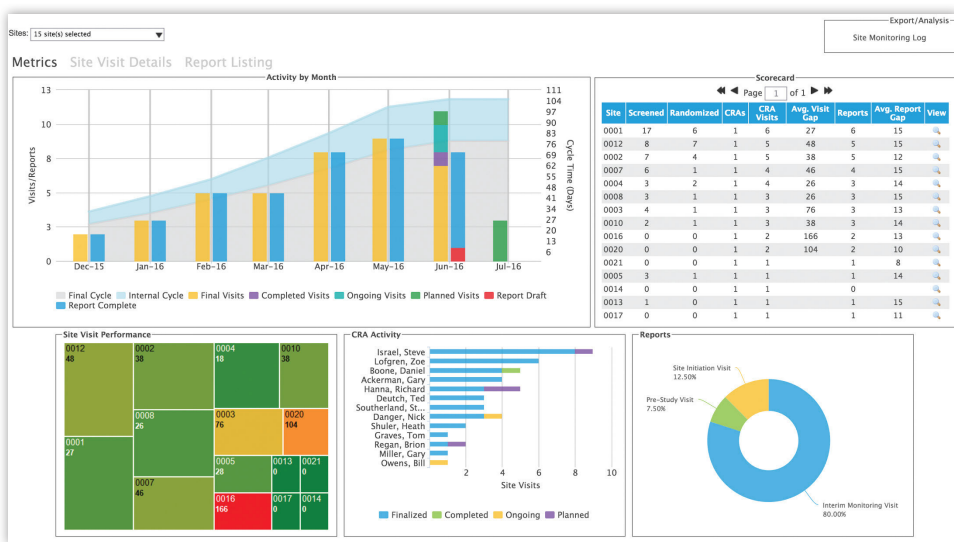 Export/Analysis
Sites: 15 site(s) selected
Site Monitoring Log
Metrics Site Visit Details Report Listing
Activity by Month
13
10
8
5
3
0
Visits/Reports
111
104
97
90
83
76
69
62
55
48
41
34
27
20
13
6
Cycle Time (Days)
Dec-15 Jan-16 Feb-16 Mar-16 Apr-16 May-16 Jun-16 Jul-16
Final Cycle Internal Cycle Final Visits Completed Visits Ongoing Visits Planned Visits Report Draft
Report Complete
Scorecard
Page 1 of 1
Site Screened Randomized CRAs CRA Visits Avg. Visit Gap Reports Avg. Report Gap View
0001 17 6 1 6 27 6 15
0012 8 7 1 5 48 5 15
0002 7 4 1 5 38 5 12
0007 6 1 1 4 46 4 15
0004 3 2 1 4 26 3 14
0008 3 1 1 3 26 3 15
0003 4 1 1 3 76 3 13
0010 2 1 1 3 38 3 14
0016 0 0 1 2 166 2 13
0020 0 0 1 2 104 2 10
0021 0 0 1 1 1 8
0005 3 1 1 1 1 14
0014 0 0 1 1 0
0013 1 0 1 1 1 15
0017 0 0 1 1 1 11
Site Visit Performance
0012
48
0002
38
0004
18
0010
38
0001
27
0008
26
0003
76
0020
104
0007
46
0005
28
0013
0
0021
0
0016
166
0017
0
0014
0
CRA Activity
Israel, Steve
Lofgren, Zoe
Boone, Daniel
Ackerman, Gary
Hanna, Richard
Deutch, Ted
Southerland, St...
Danger, Nick
Shuler, Heath
Graves, Tom
Regan, Brion
Miller, Gary
Owens, Bill
2 4 6 8 10
Site Visits
Finalized Completed Ongoing Planned
Reports
Site Initiation Visit
12.50%
Pre-Study Visit
7.50%
Interim Monitoring Visit
80.00%